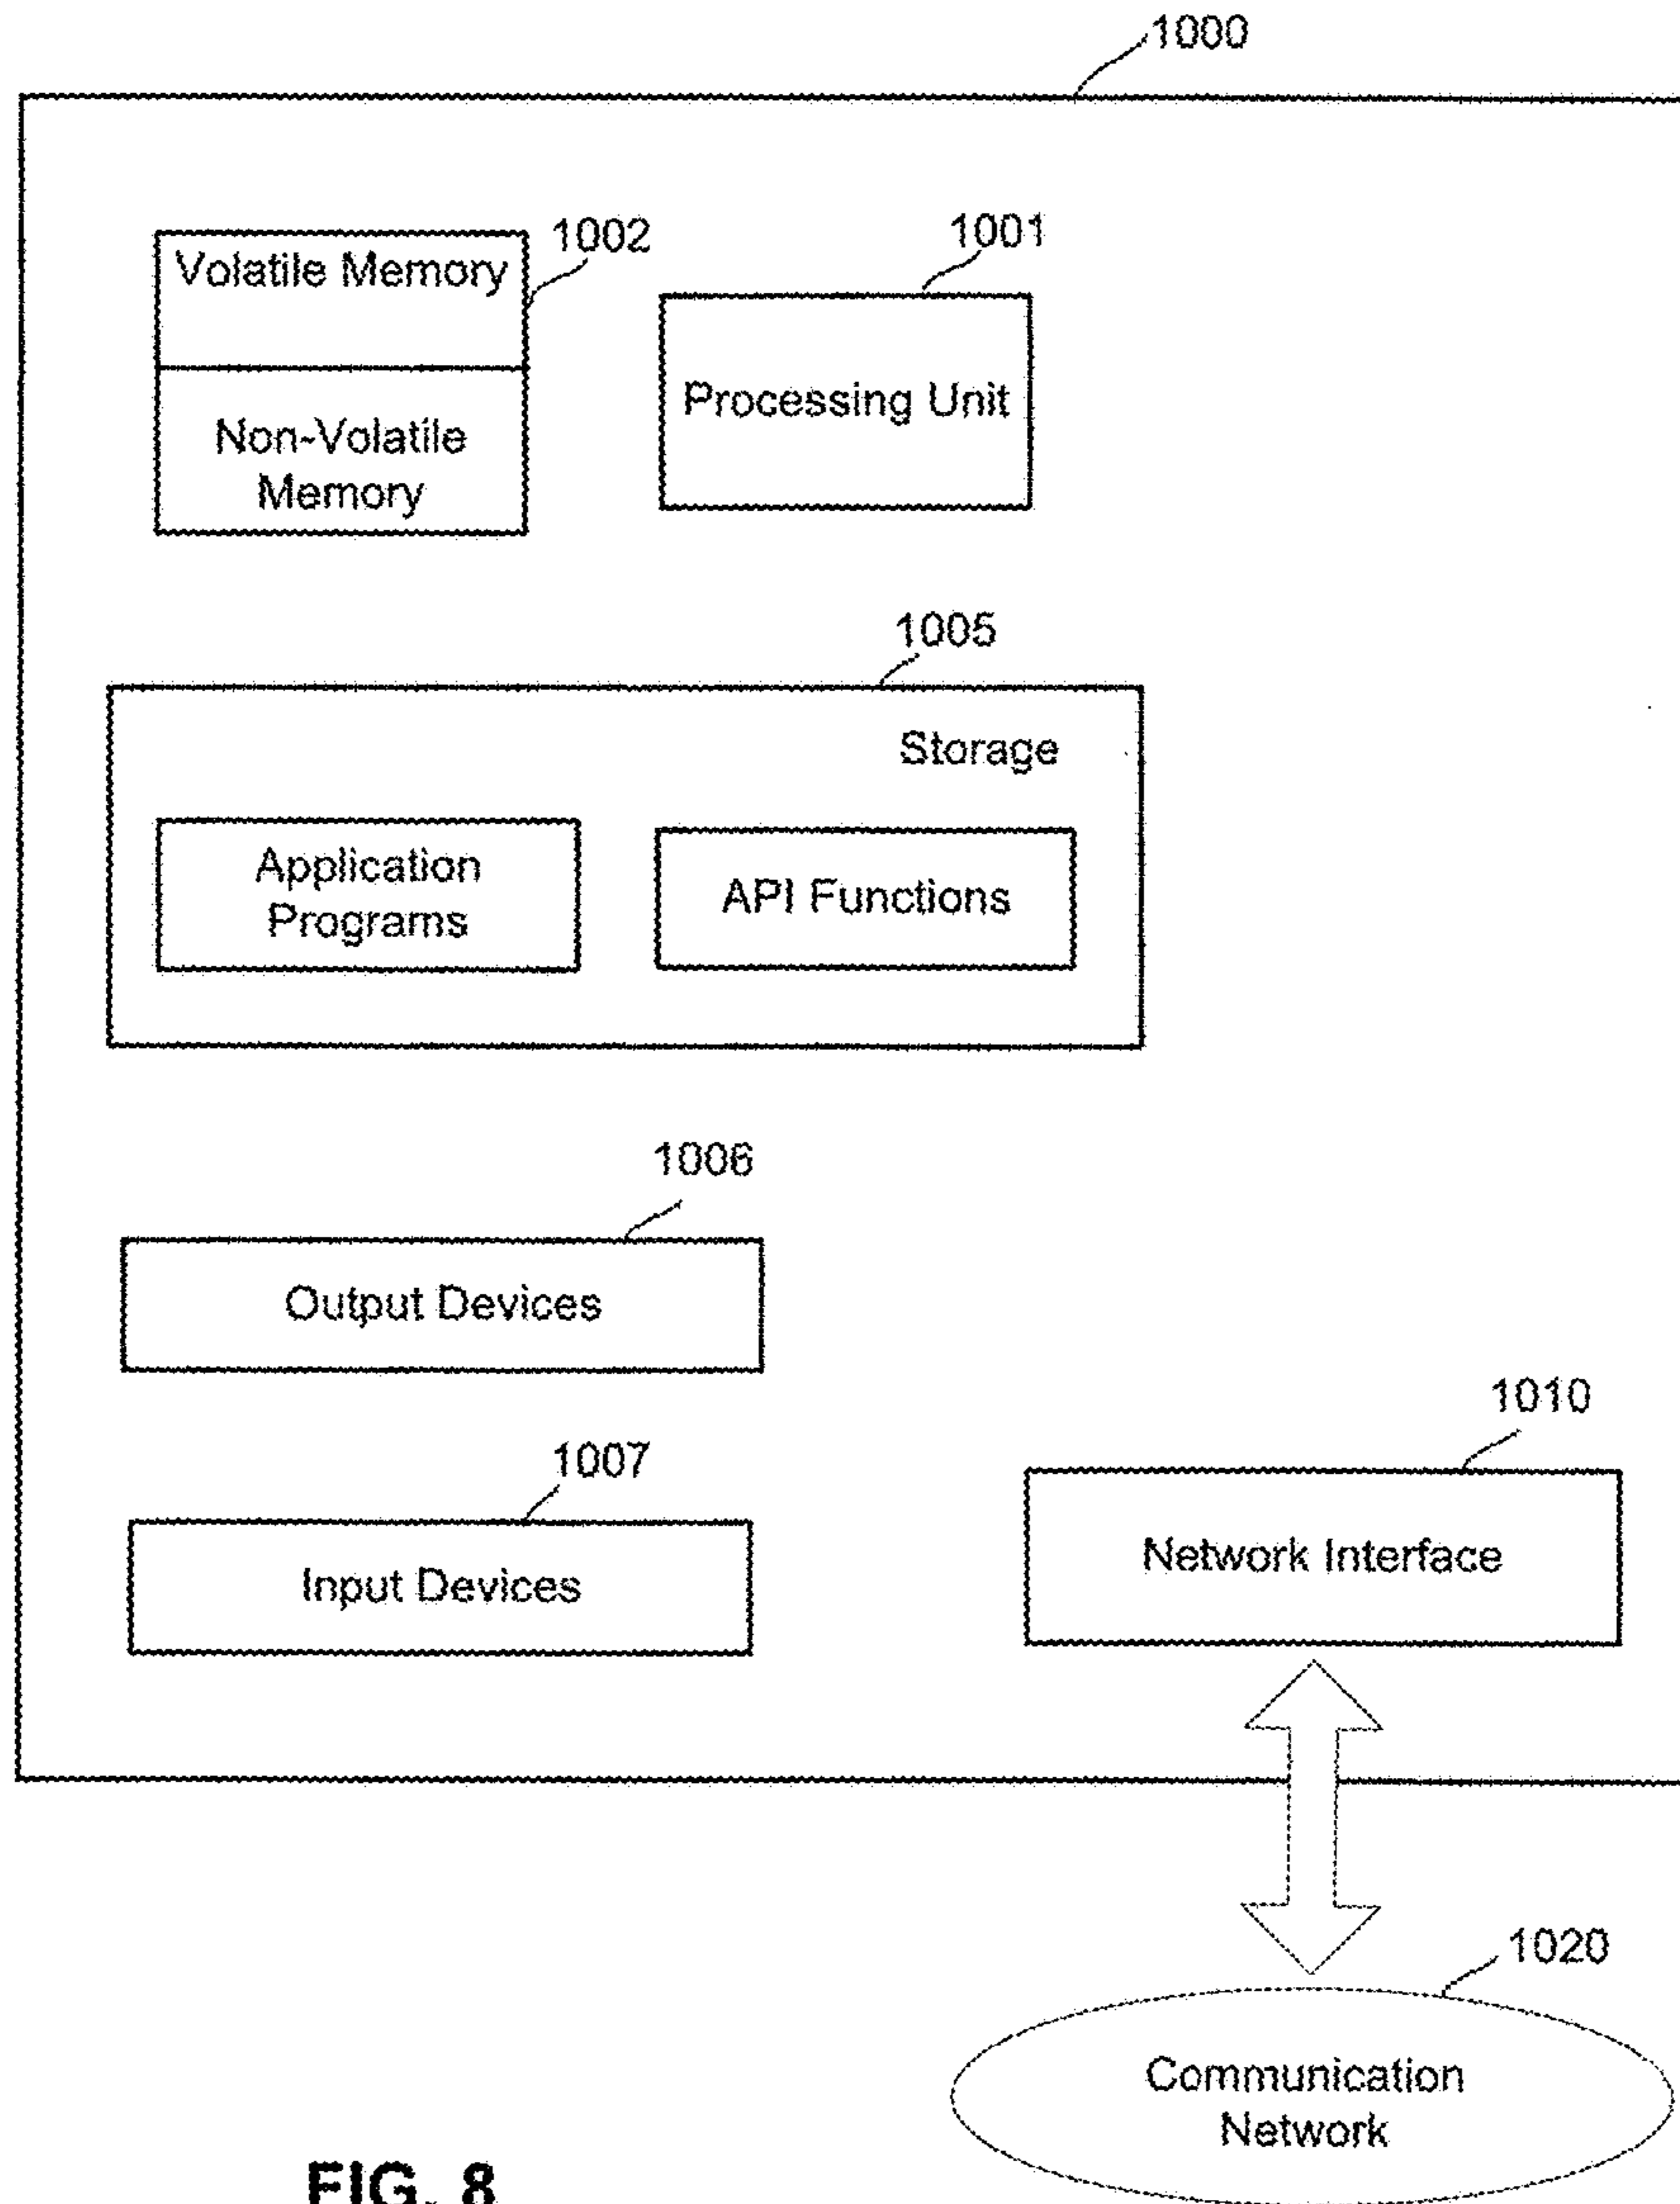 1000
1002
1001
Volatile Memory
Processing Unit
Non-Volatile
Memory
1005
Storage
Application
Programs
API Functions
1006
Output Devices
1010
1007
Network Interface
Input Devices
1020
Communication
Network
FIG. 8